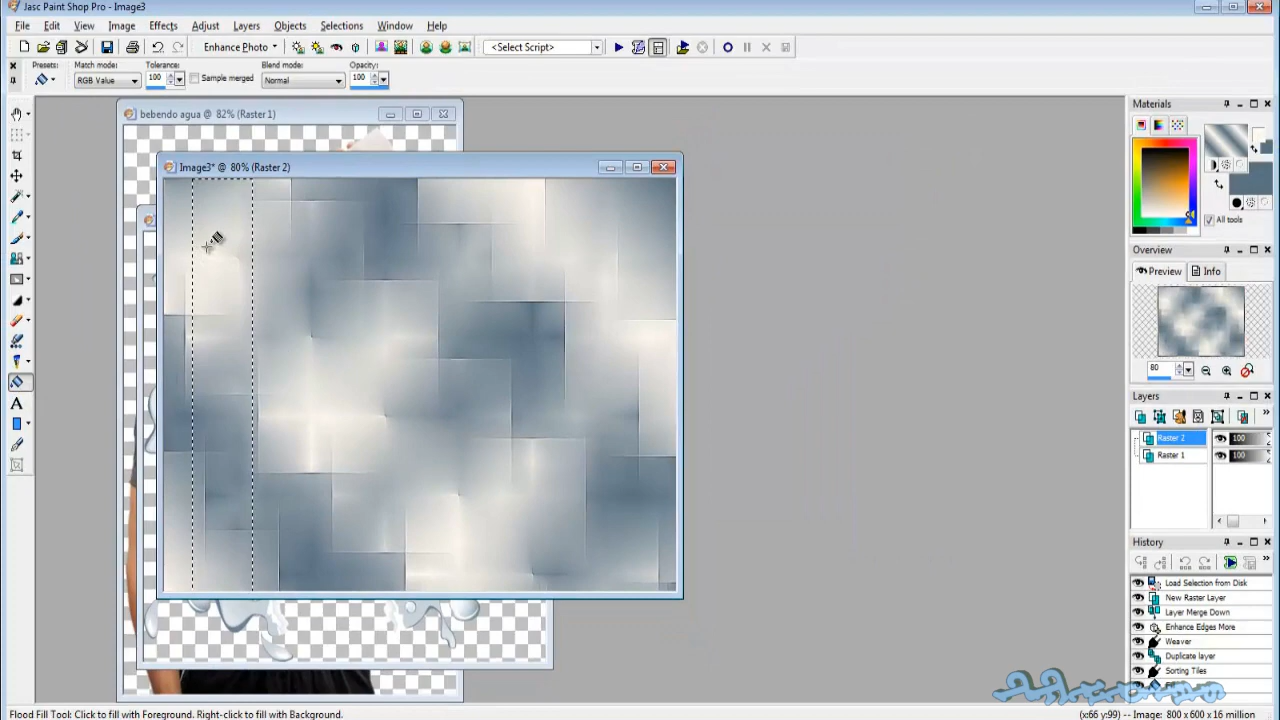 Jasc Paint Shop Pro - Image3
File Edit View Image Effects Adjust Layers Objects Selections Window Help
Enhance Photo <Select Script>
Presets: Match mode: Tolerance: Blend mode: Opacity:
RGB Value 100 Sample merged Normal 100
bebendo agua @ 82% (Raster 1)
Image3* @ 80% (Raster 2)
Materials
All tools
Overview
Preview Info
80
Layers
Raster 2 100
Raster 1 100
History
Load Selection from Disk
New Raster Layer
Layer Merge Down
Enhance Edges More
Weaver
Duplicate layer
Sorting Tiles
Flood Fill Tool: Click to fill with Foreground. Right-click to fill with Background.
(x:66 y:99) -- Image: 800 x 600 x 16 million